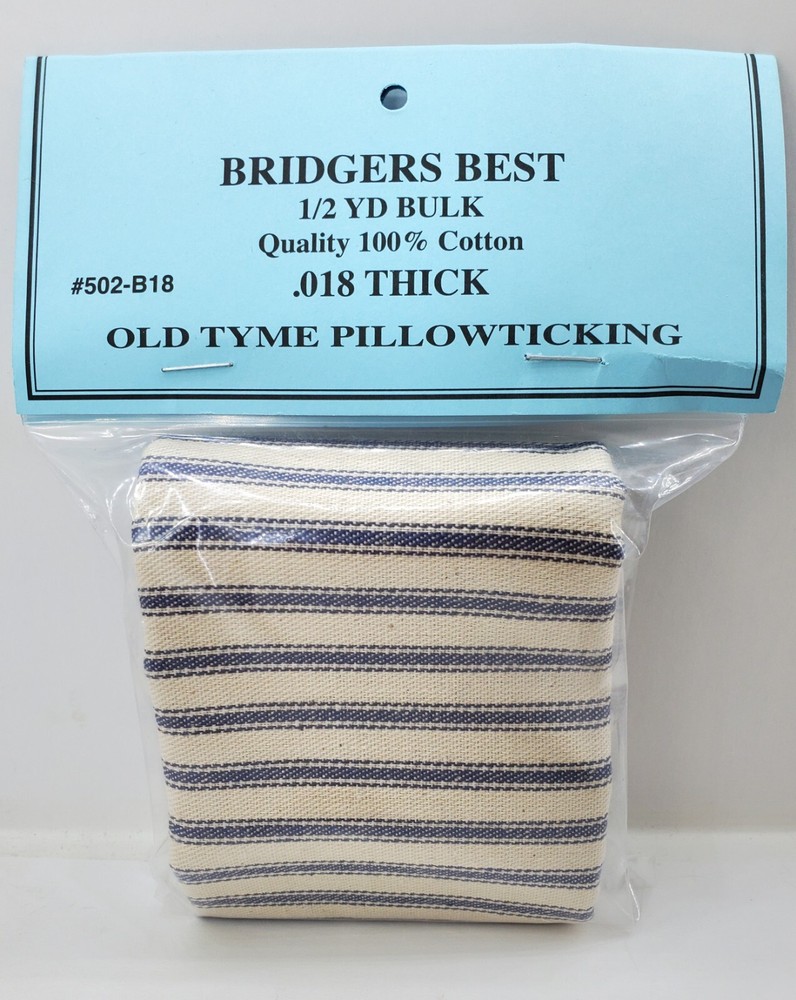 BRIDGERS BEST
1/2 YD BULK
Quality 100% Cotton
#502-B18 .018 THICK
OLD TYME PILLOWTICKING